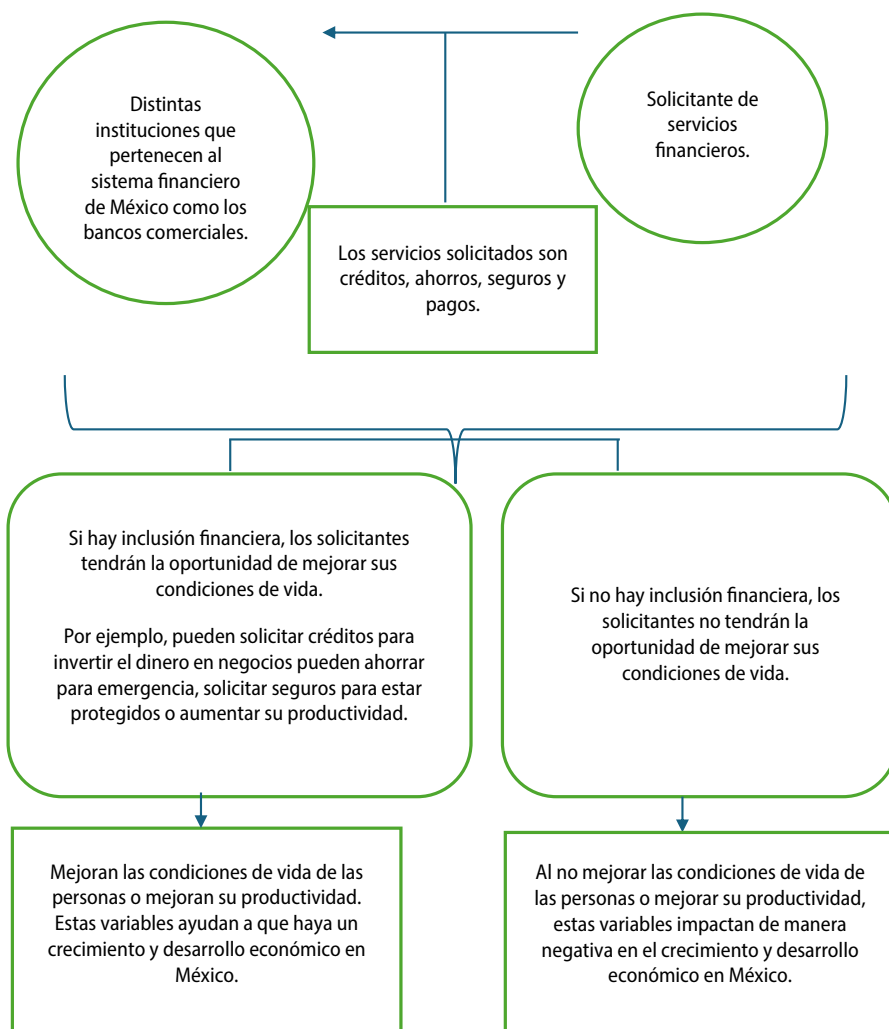 Distintas
instituciones que
pertenecen al
sistema financiero
de México como los
bancos comerciales.
Solicitante de
servicios
financieros.
Los servicios solicitados son
créditos, ahorros, seguros y
pagos.
Si hay inclusión financiera, los solicitantes
tendrán la oportunidad de mejorar sus
condiciones de vida.
Por ejemplo, pueden solicitar créditos para
invertir el dinero en negocios pueden ahorrar
para emergencia, solicitar seguros para estar
protegidos o aumentar su productividad.
Si no hay inclusión financiera, los
solicitantes no tendrán la
oportunidad de mejorar sus
condiciones de vida.
Mejoran las condiciones de vida de las
personas o mejoran su productividad.
Estas variables ayudan a que haya un
crecimiento y desarrollo económico en
México.
Al no mejorar las condiciones de vida de
las personas o mejorar su productividad,
estas variables impactan de manera
negativa en el crecimiento y desarrollo
económico en México.